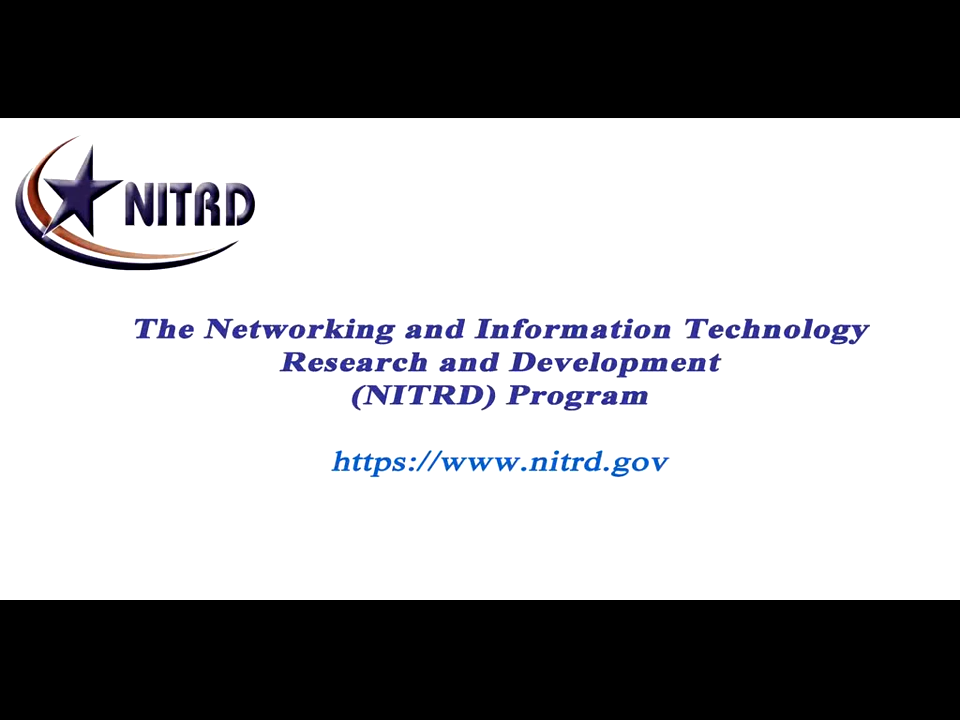 NITRD
The Networking and Information Technology
Research and Development
(NITRD) Program
https://www.nitrd.gov